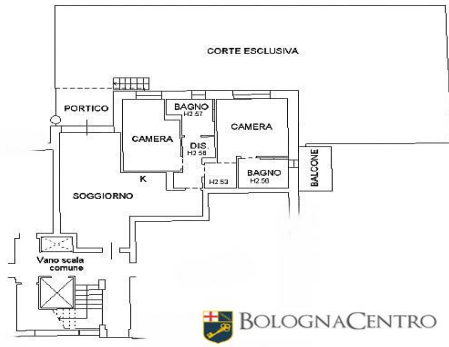 CORTE ESCLUSIVA
PORTICO
BAGNO
H2.57
CAMERA
CAMERA
DIS.
H2.58
K
SOGGIORNO
H2.53
BAGNO
H2.56
BALCONE
Vano scala
comune
BOLOGNACENTRO